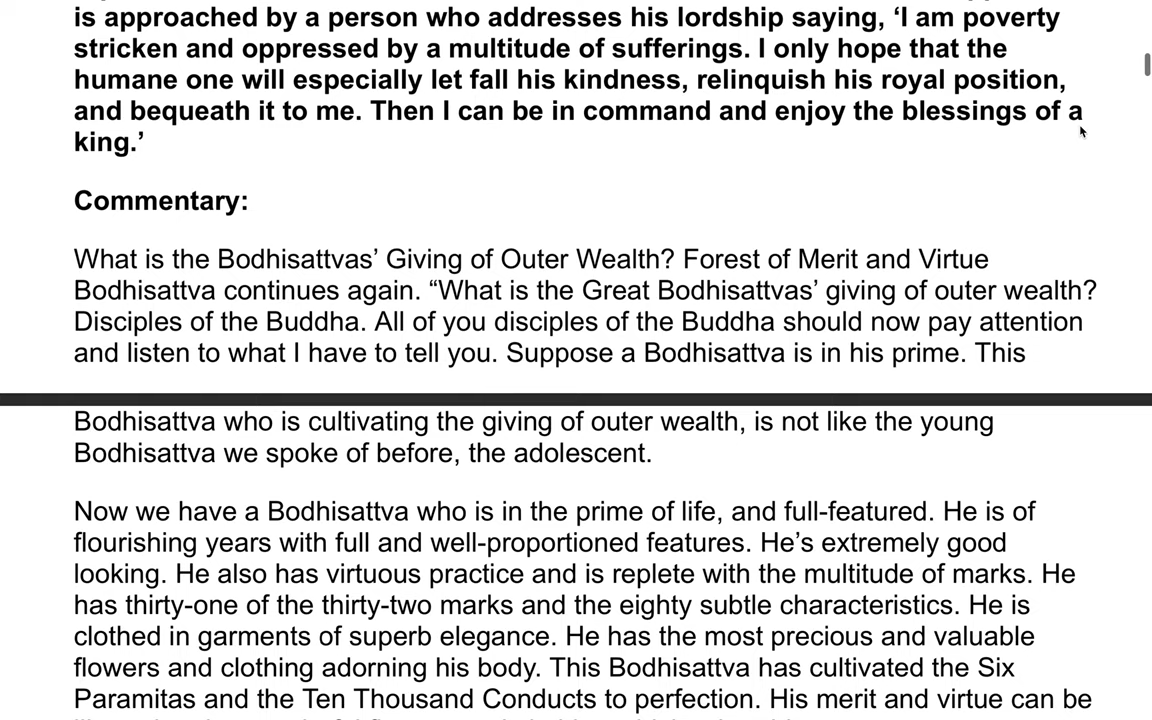 is approached by a person who addresses his lordship saying, ‘I am poverty
stricken and oppressed by a multitude of sufferings. I only hope that the
humane one will especially let fall his kindness, relinquish his royal position,
and bequeath it to me. Then I can be in command and enjoy the blessings of a
king.’
Commentary:
What is the Bodhisattvas’ Giving of Outer Wealth? Forest of Merit and Virtue
Bodhisattva continues again. “What is the Great Bodhisattvas’ giving of outer wealth?
Disciples of the Buddha. All of you disciples of the Buddha should now pay attention
and listen to what I have to tell you. Suppose a Bodhisattva is in his prime. This
Bodhisattva who is cultivating the giving of outer wealth, is not like the young
Bodhisattva we spoke of before, the adolescent.
Now we have a Bodhisattva who is in the prime of life, and full-featured. He is of
flourishing years with full and well-proportioned features. He’s extremely good
looking. He also has virtuous practice and is replete with the multitude of marks. He
has thirty-one of the thirty-two marks and the eighty subtle characteristics. He is
clothed in garments of superb elegance. He has the most precious and valuable
flowers and clothing adorning his body. This Bodhisattva has cultivated the Six
Paramitas and the Ten Thousand Conducts to perfection. His merit and virtue can be